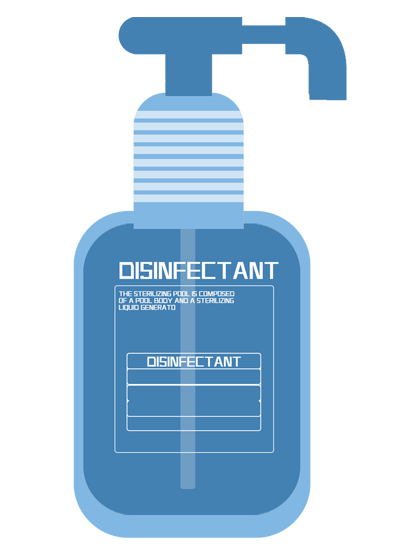 DISINFECTANT
THE STERILIZING POOL IS COMPOSED
OF A POOL BODY AND A STERILIZING
LIQUID GENERATO
DISINFECTANT